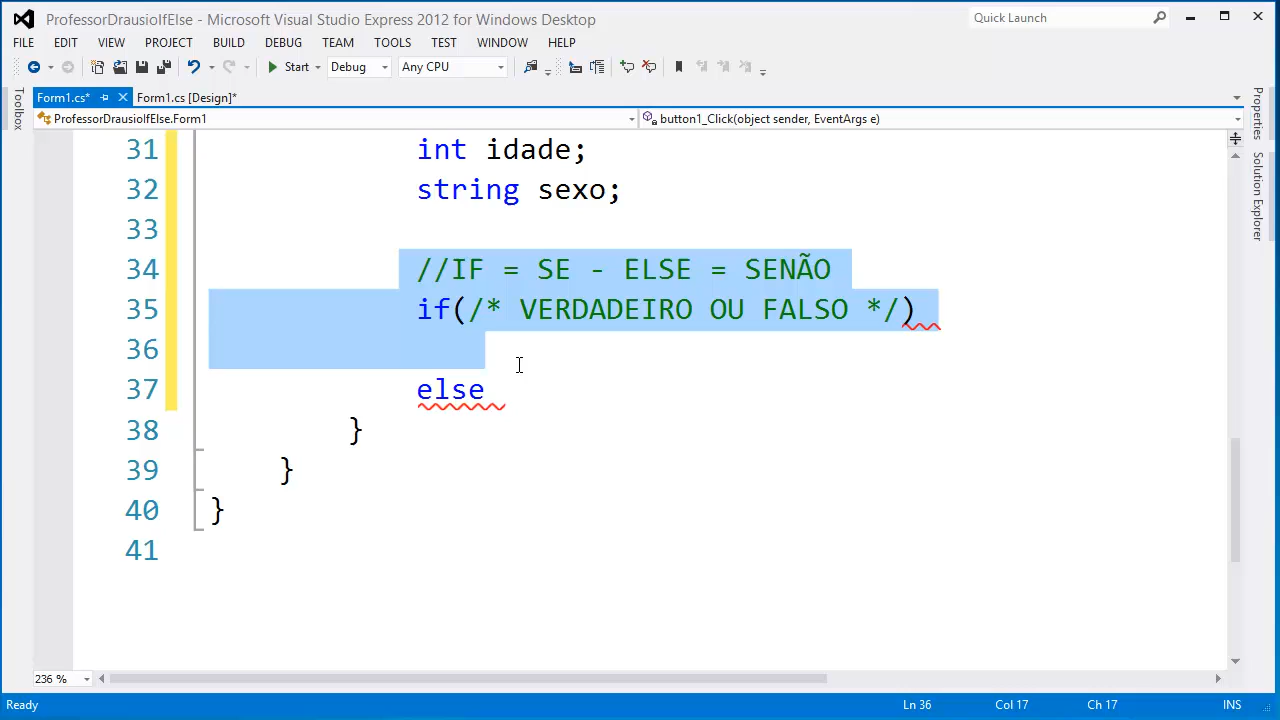 ProfessorDrausioIfElse - Microsoft Visual Studio Express 2012 for Windows Desktop
Quick Launch
FILE EDIT VIEW PROJECT BUILD DEBUG TEAM TOOLS TEST WINDOW HELP
Start Debug Any CPU
Toolbox
Form1.cs* Form1.cs [Design]*
ProfessorDrausioIfElse.Form1 button1_Click(object sender, EventArgs e)
Properties
Solution Explorer
31 int idade;
32 string sexo;
33
34 //IF = SE - ELSE = SENÃO
35 if(/* VERDADEIRO OU FALSO */)
36
37 else
38 }
39 }
40 }
41
236 %
Ready Ln 36 Col 17 Ch 17 INS